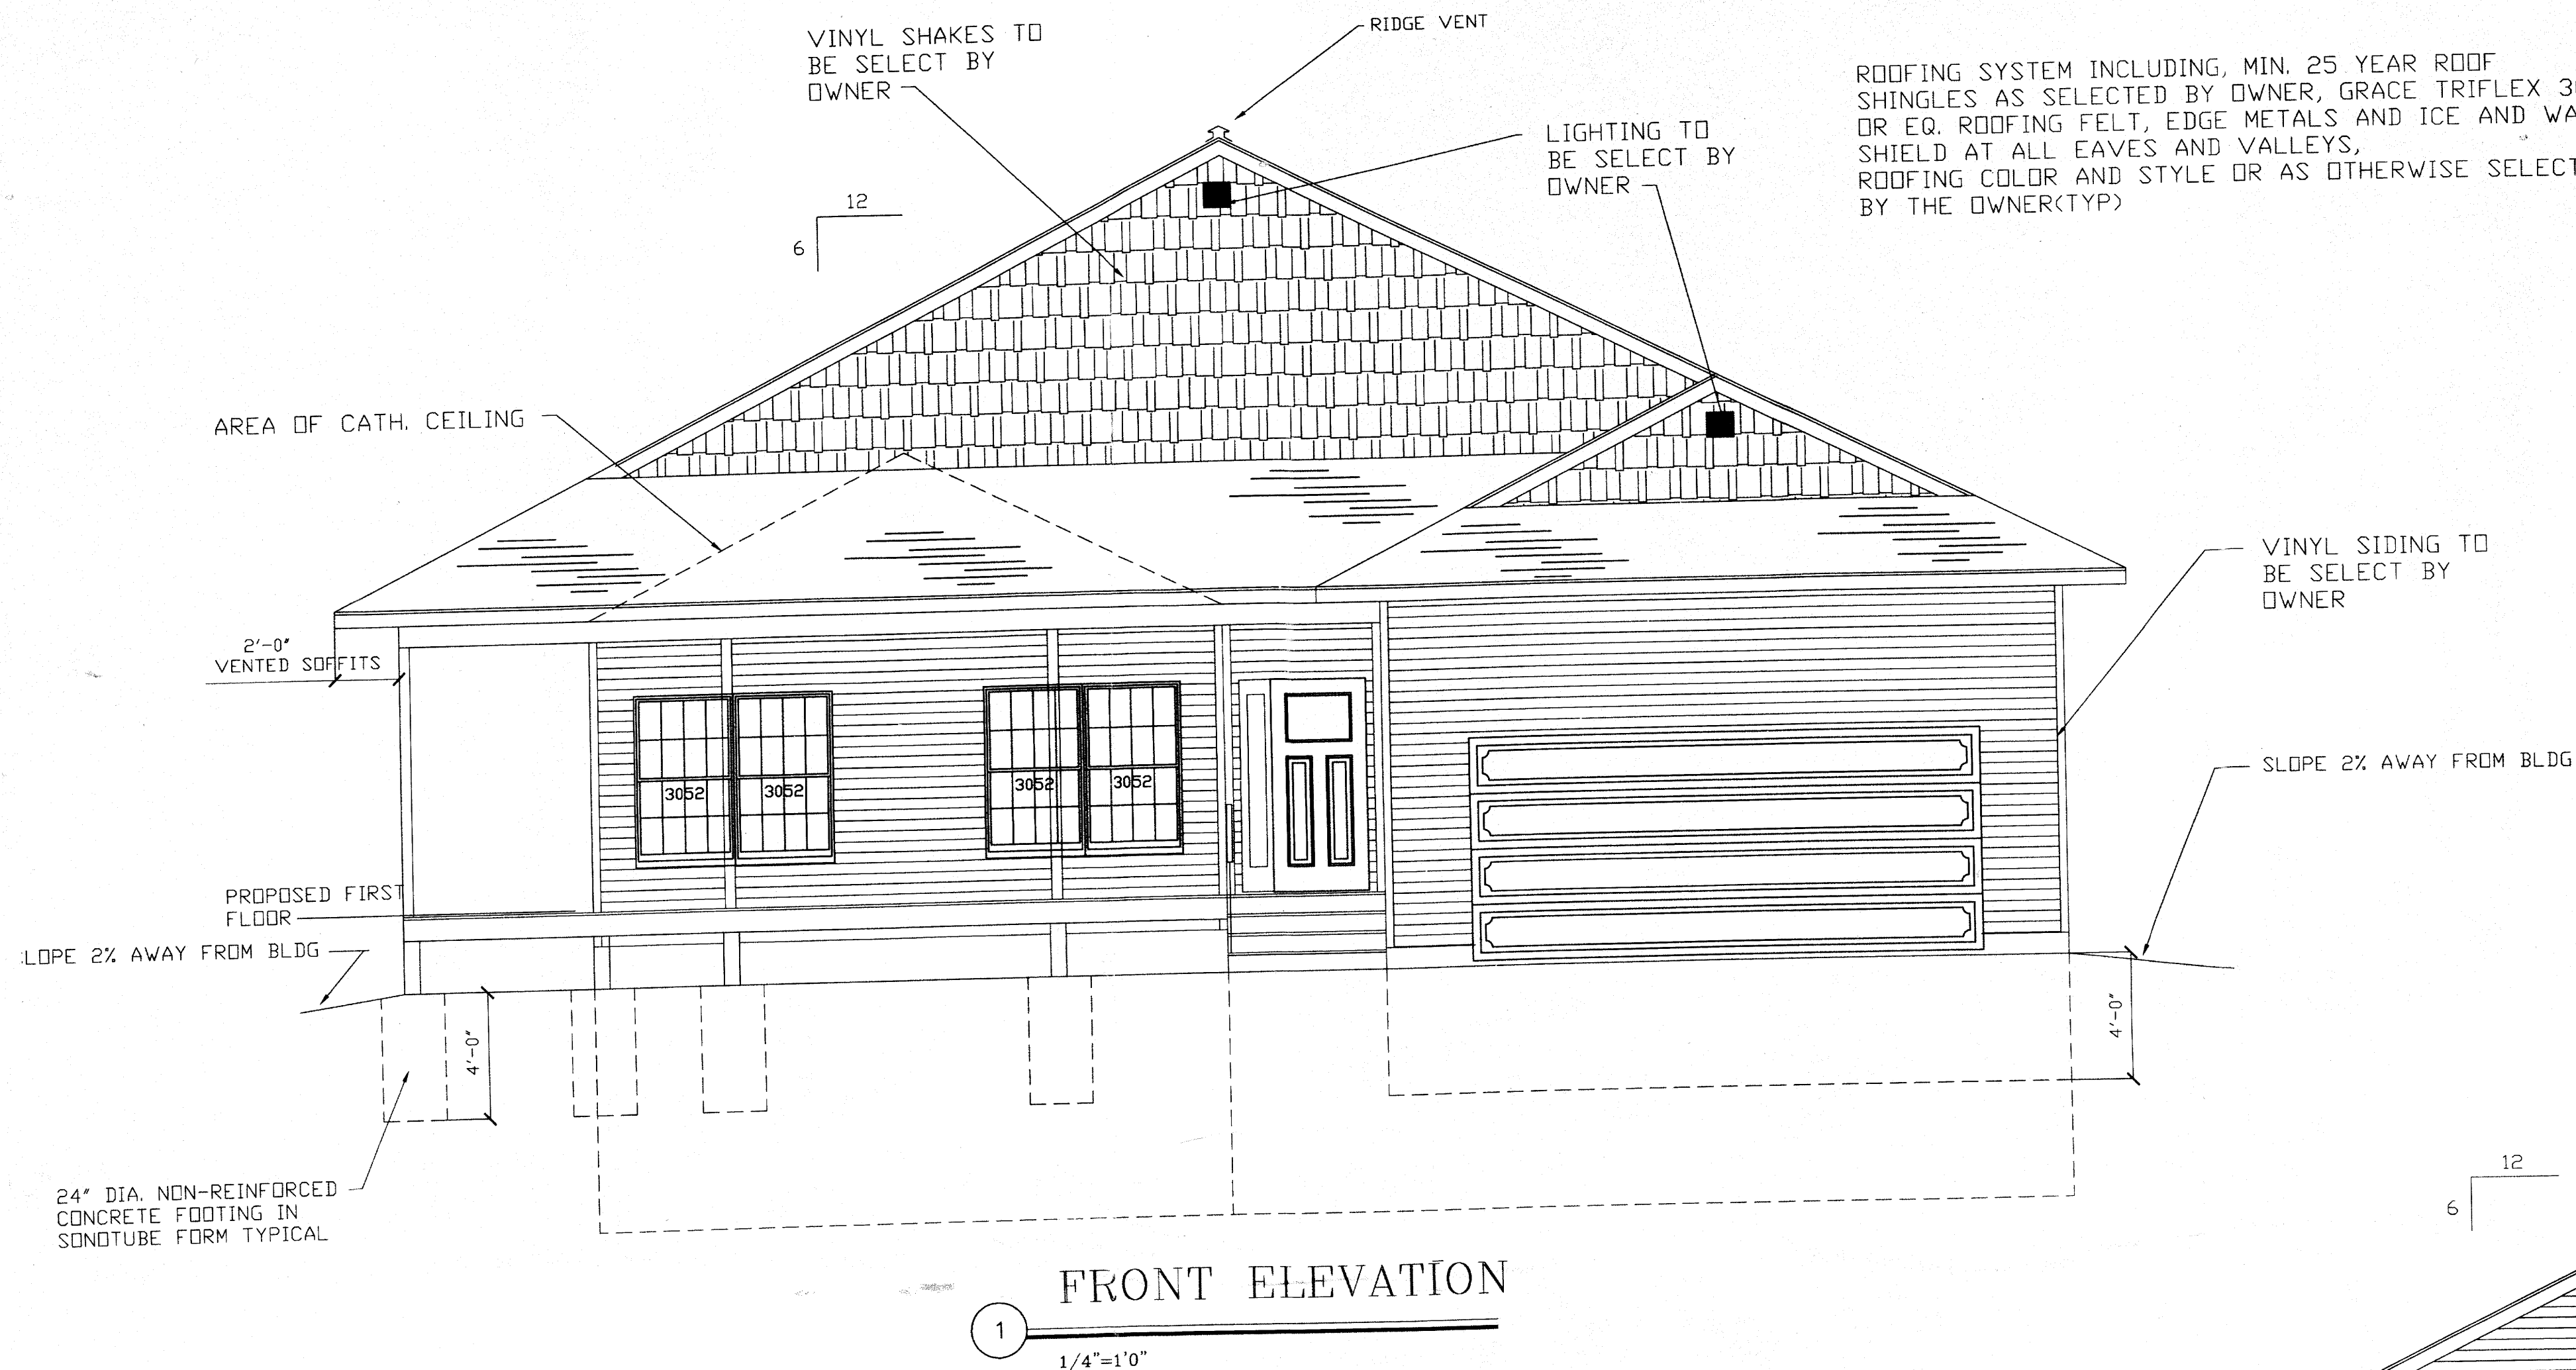 VINYL SHAKES TO
BE SELECT BY
OWNER
RIDGE VENT
LIGHTING TO
BE SELECT BY
OWNER
ROOFING SYSTEM INCLUDING, MIN. 25 YEAR ROOF
SHINGLES AS SELECTED BY OWNER, GRACE TRIFLEX
OR EQ. ROOFING FELT, EDGE METALS AND ICE AND
SHIELD AT ALL EAVES AND VALLEYS,
ROOFING COLOR AND STYLE OR AS OTHERWISE SELECT
BY THE OWNER(TYP)
12
6
AREA OF CATH. CEILING
VINYL SIDING TO
BE SELECT BY
OWNER
2'-0"
VENTED SOFFITS
3052
3052
3052
3052
SLOPE 2% AWAY FROM BLDG
PROPOSED FIRST
FLOOR
LOPE 2% AWAY FROM BLDG
4'-0"
4'-0"
24" DIA. NON-REINFORCED
CONCRETE FOOTING IN
SONOTUBE FORM TYPICAL
12
6
FRONT ELEVATION
1
1/4"=1'0"